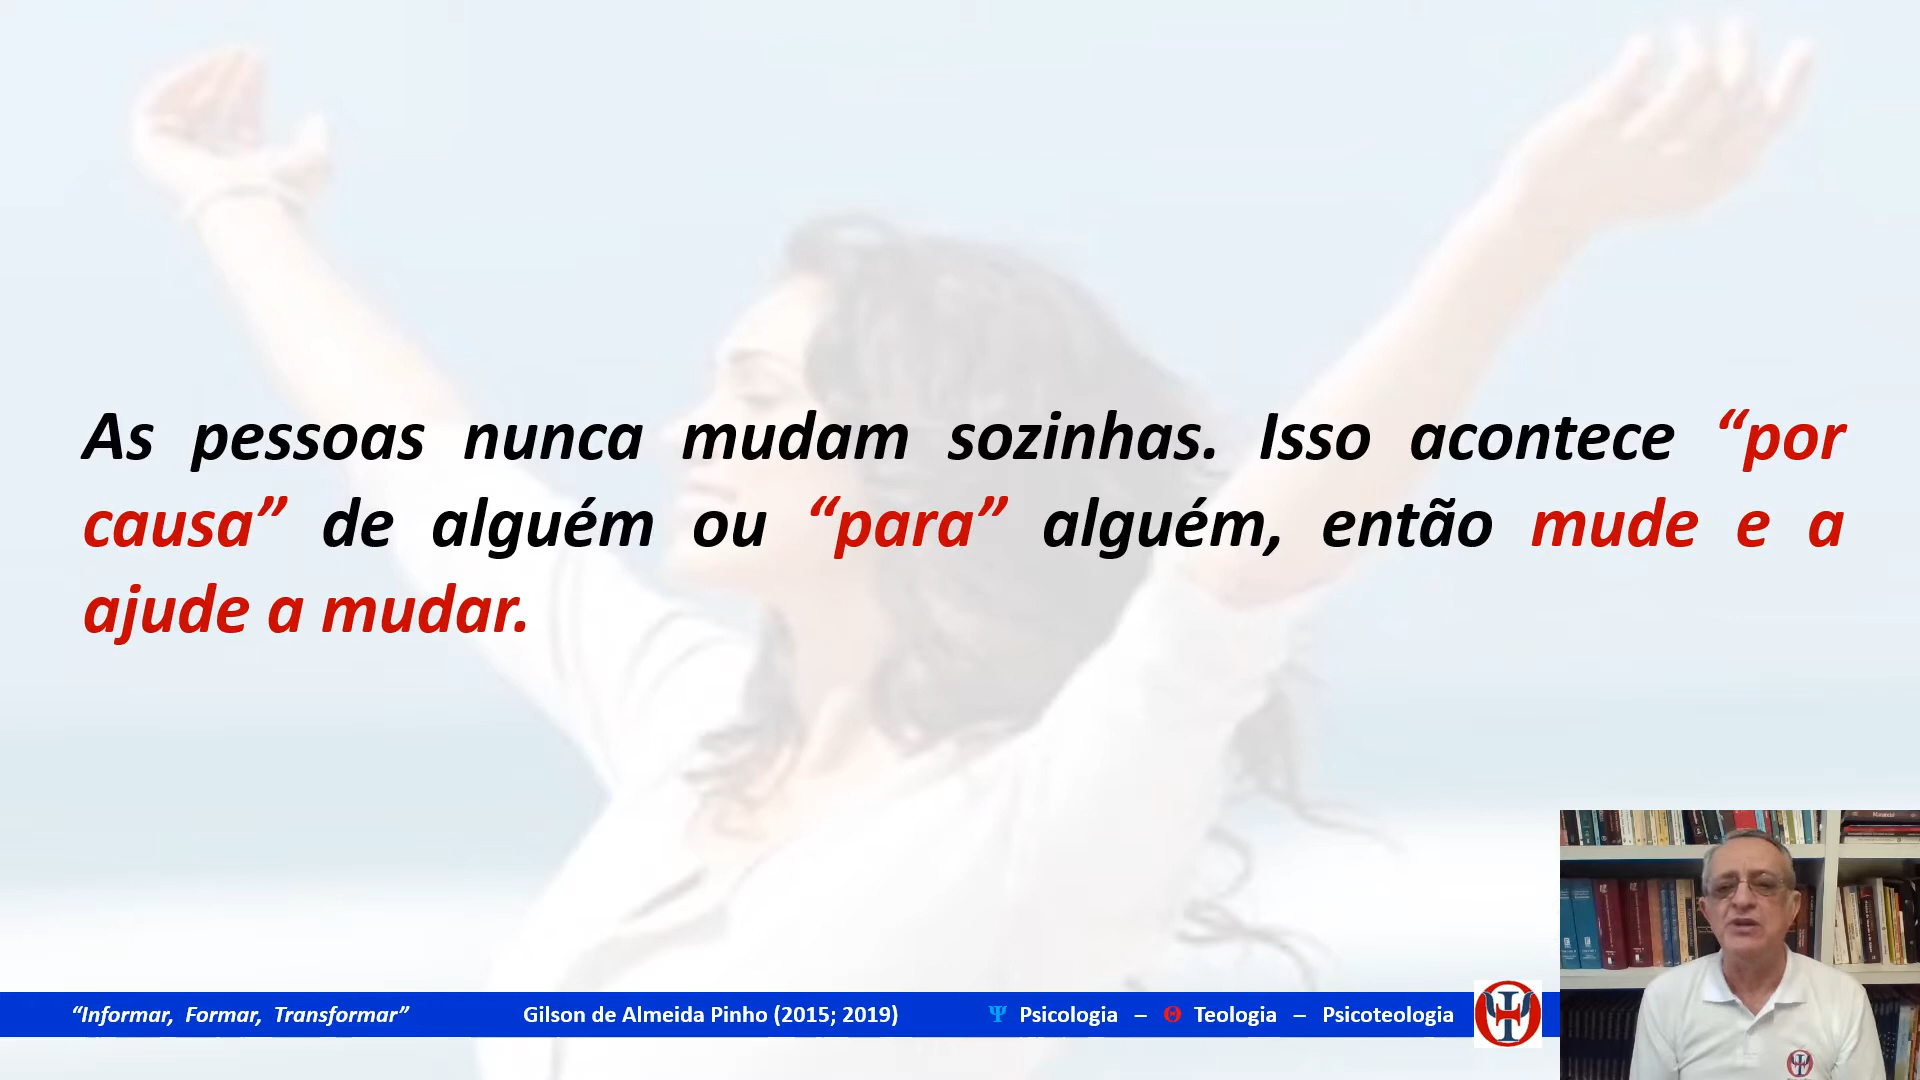 As pessoas nunca mudam sozinhas. Isso acontece “por
causa” de alguém ou “para” alguém, então mude e a
ajude a mudar.
“Informar, Formar, Transformar” Gilson de Almeida Pinho (2015; 2019) Ψ Psicologia – Θ Teologia – Psicoteologia